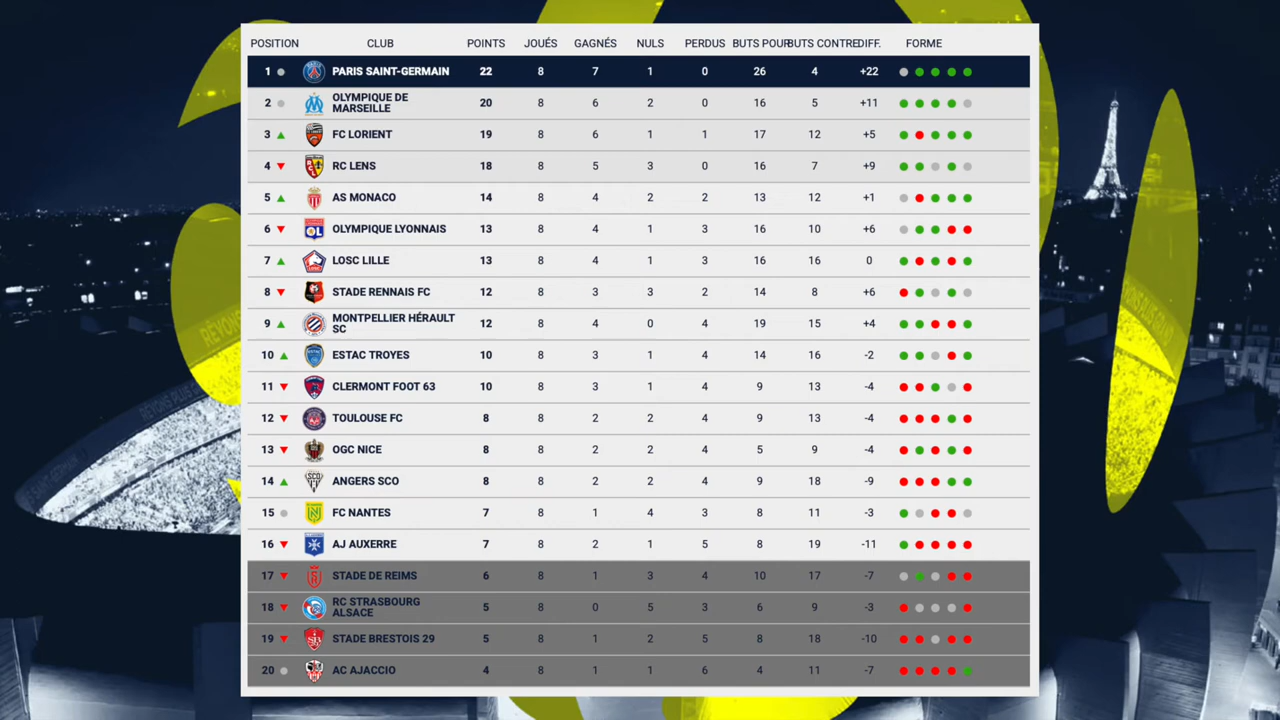 POSITION CLUB POINTS JOUÉS GAGNÉS NULS PERDUS BUTS POUR BUTS CONTRE DIFF. FORME
1 PARIS SAINT-GERMAIN 22 8 7 1 0 26 4 +22
2 OLYMPIQUE DE MARSEILLE 20 8 6 2 0 16 5 +11
3 FC LORIENT 19 8 6 1 1 17 12 +5
4 RC LENS 18 8 5 3 0 16 7 +9
5 AS MONACO 14 8 4 2 2 13 12 +1
6 OLYMPIQUE LYONNAIS 13 8 4 1 3 16 10 +6
7 LOSC LILLE 13 8 4 1 3 16 16 0
8 STADE RENNAIS FC 12 8 3 3 2 14 8 +6
9 MONTPELLIER HÉRAULT SC 12 8 4 0 4 19 15 +4
10 ESTAC TROYES 10 8 3 1 4 14 16 -2
11 CLERMONT FOOT 63 10 8 3 1 4 9 13 -4
12 TOULOUSE FC 8 8 2 2 4 9 13 -4
13 OGC NICE 8 8 2 2 4 5 9 -4
14 ANGERS SCO 8 8 2 2 4 9 18 -9
15 FC NANTES 7 8 1 4 3 8 11 -3
16 AJ AUXERRE 7 8 2 1 5 8 19 -11
17 STADE DE REIMS 6 8 1 3 4 10 17 -7
18 RC STRASBOURG ALSACE 5 8 0 5 3 6 9 -3
19 STADE BRESTOIS 29 5 8 1 2 5 8 18 -10
20 AC AJACCIO 4 8 1 1 6 4 11 -7